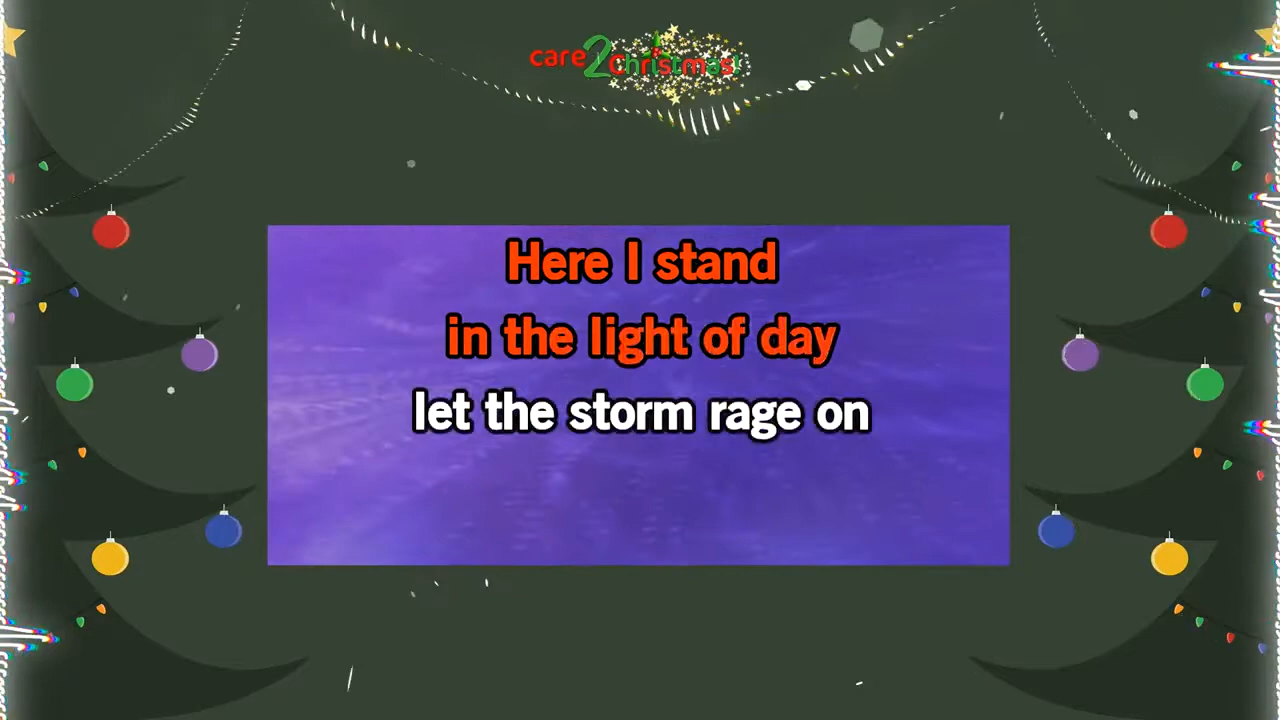 care2Christmas!
Here I stand
in the light of day
let the storm rage on